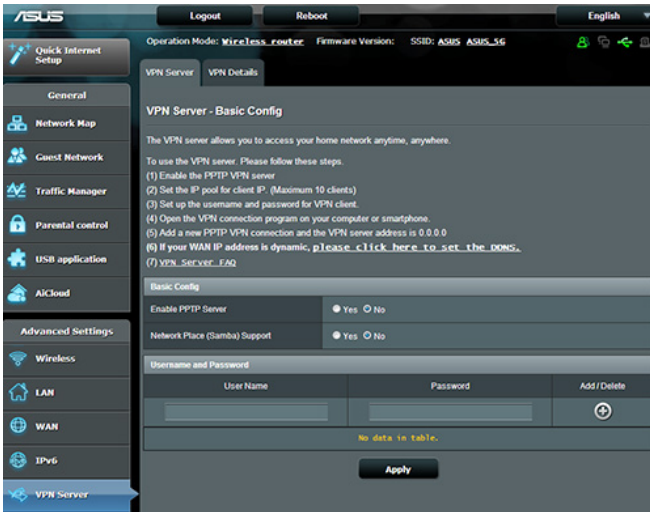 ASUS
Logout
Reboot
English
Quick Internet Setup
Operation Mode: Wireless router Firmware Version: SSID: ASUS ASUS_5G
VPN Server
VPN Details
General
Network Map
Guest Network
Traffic Manager
Parental control
USB application
AiCloud
Advanced Settings
Wireless
LAN
WAN
IPv6
VPN Server
VPN Server - Basic Config
The VPN server allows you to access your home network anytime, anywhere.
To use the VPN server. Please follow these steps.
(1) Enable the PPTP VPN server
(2) Set the IP pool for client IP. (Maximum 10 clients)
(3) Set up the username and password for VPN client.
(4) Open the VPN connection program on your computer or smartphone.
(5) Add a new PPTP VPN connection and the VPN server address is 0.0.0.0
(6) If your WAN IP address is dynamic, please click here to set the DDNS.
(7) VPN Server FAQ
Basic Config
Enable PPTP Server
Yes No
Network Place (Samba) Support
Yes No
Username and Password
User Name
Password
Add / Delete
No data in table.
Apply